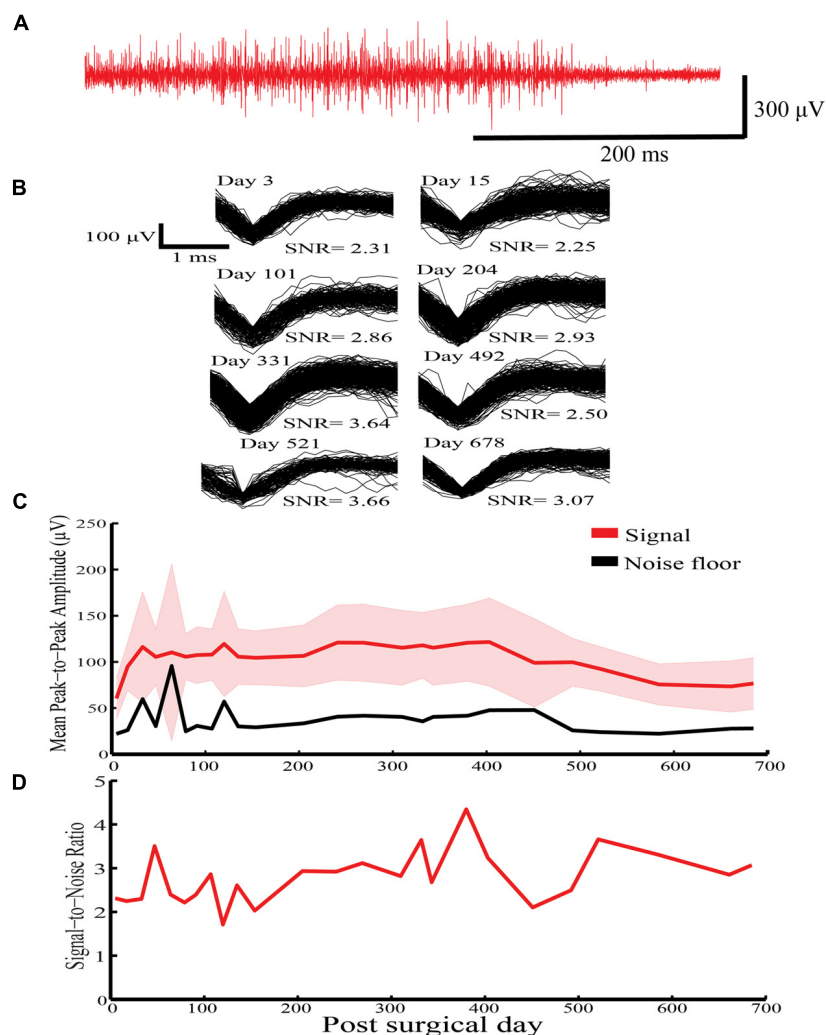 A
300 μV
200 ms
B
Day 3
Day 15
100 μV
1 ms
SNR= 2.31
SNR= 2.25
Day 101
Day 204
SNR= 2.86
SNR= 2.93
Day 331
Day 492
SNR= 3.64
SNR= 2.50
Day 521
Day 678
SNR= 3.66
SNR= 3.07
C
Mean Peak-to-Peak Amplitude (μV)
250
200
150
100
50
0
Signal
Noise floor
0 100 200 300 400 500 600 700
D
Signal-to-Noise Ratio
5
4
3
2
1
0
0 100 200 300 400 500 600 700
Post surgical day